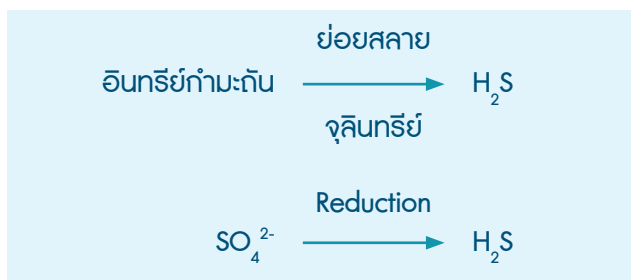 ย่อยสลาย
อินทรีย์กำมะถัน → H₂S
จุลินทรีย์
Reduction
SO₄²⁻ → H₂S